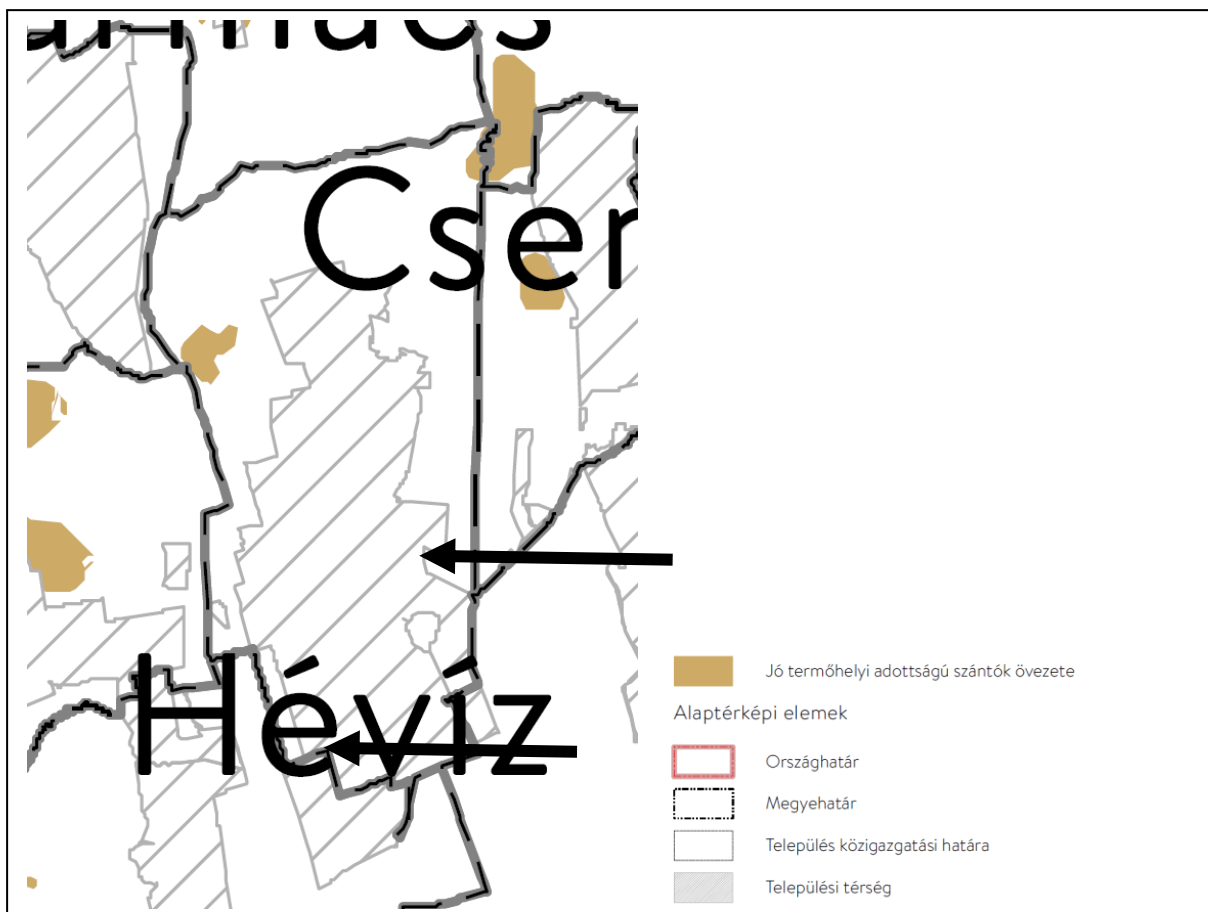 Cser
Hévíz
Jó termőhelyi adottságú szántók övezete
Alaptérképi elemek
Országhatár
Megyehatár
Település közigazgatási határa
Települési térség